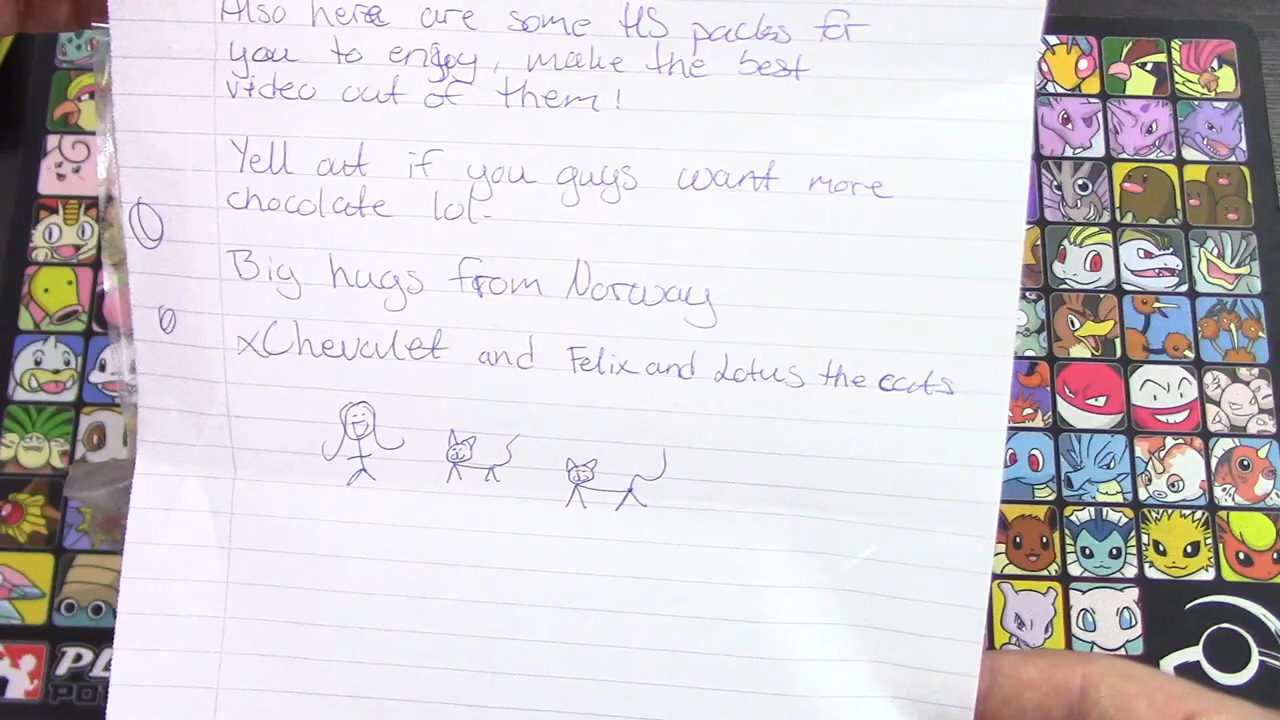 Also here are some HS packs for
you to enjoy, make the best
video out of them!
Yell out if you guys want more
chocolate lol.
Big hugs from Norway
xChevalet and Felix and Lotus the cats